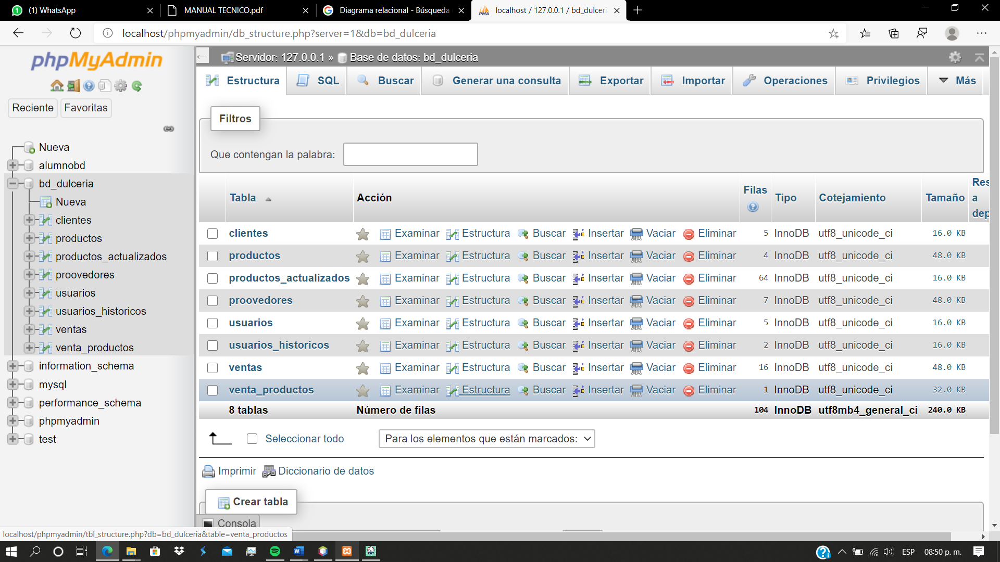 (1) WhatsApp
MANUAL TECNICO.pdf
Diagrama relacional - Búsqueda
localhost / 127.0.0.1 / bd_dulceri
localhost/phpmyadmin/db_structure.php?server=1&db=bd_dulceria
phpMyAdmin
Reciente
Favoritas
Nueva
alumnobd
bd_dulceria
Nueva
clientes
productos
productos_actualizados
proovedores
usuarios
usuarios_historicos
ventas
venta_productos
information_schema
mysql
performance_schema
phpmyadmin
test
Servidor: 127.0.0.1 » Base de datos: bd_dulceria
Estructura SQL Buscar Generar una consulta Exportar Importar Operaciones Privilegios Más
Filtros
Que contengan la palabra:
Tabla Acción Filas Tipo Cotejamiento Tamaño Res
a
dep
clientes Examinar Estructura Buscar Insertar Vaciar Eliminar 5 InnoDB utf8_unicode_ci 16.0 KB
productos Examinar Estructura Buscar Insertar Vaciar Eliminar 4 InnoDB utf8_unicode_ci 48.0 KB
productos_actualizados Examinar Estructura Buscar Insertar Vaciar Eliminar 64 InnoDB utf8_unicode_ci 16.0 KB
proovedores Examinar Estructura Buscar Insertar Vaciar Eliminar 7 InnoDB utf8_unicode_ci 48.0 KB
usuarios Examinar Estructura Buscar Insertar Vaciar Eliminar 5 InnoDB utf8_unicode_ci 16.0 KB
usuarios_historicos Examinar Estructura Buscar Insertar Vaciar Eliminar 2 InnoDB utf8_unicode_ci 16.0 KB
ventas Examinar Estructura Buscar Insertar Vaciar Eliminar 16 InnoDB utf8_unicode_ci 48.0 KB
venta_productos Examinar Estructura Buscar Insertar Vaciar Eliminar 1 InnoDB utf8_unicode_ci 32.0 KB
8 tablas Número de filas 104 InnoDB utf8mb4_general_ci 240.0 KB
Seleccionar todo
Para los elementos que están marcados:
Imprimir Diccionario de datos
Crear tabla
Consola
localhost/phpmyadmin/tbl_structure.php?db=bd_dulceria&table=venta_productos
ESP 08:50 p. m.